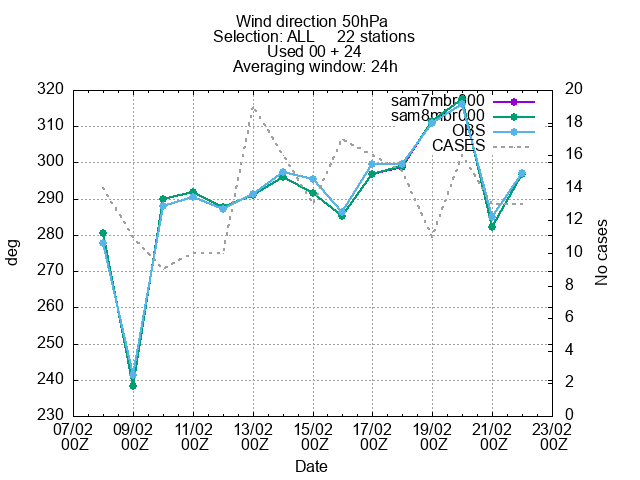 Wind direction 50hPa
Selection: ALL 22 stations
Used 00 + 24
Averaging window: 24h
320
310
300
290
280
270
260
250
240
230
deg
sam7mbr000
sam8mbr000
OBS
CASES
20
18
16
14
12
10
8
6
4
2
0
No cases
07/02 09/02 11/02 13/02 15/02 17/02 19/02 21/02 23/02
00Z 00Z 00Z 00Z 00Z 00Z 00Z 00Z 00Z
Date